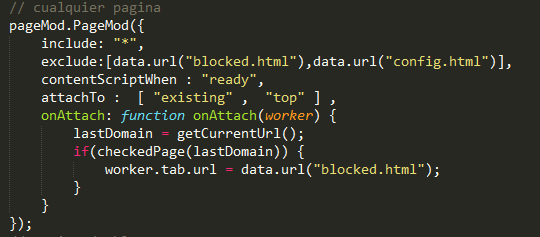 // cualquier pagina
pageMod.PageMod({
    include: "*",
    exclude:[data.url("blocked.html"),data.url("config.html")],
    contentScriptWhen : "ready",
    attachTo :  [ "existing" ,  "top" ] ,
    onAttach: function onAttach(worker) {
        lastDomain = getCurrentUrl();
        if(checkedPage(lastDomain)) {
            worker.tab.url = data.url("blocked.html");
        }
    }
});